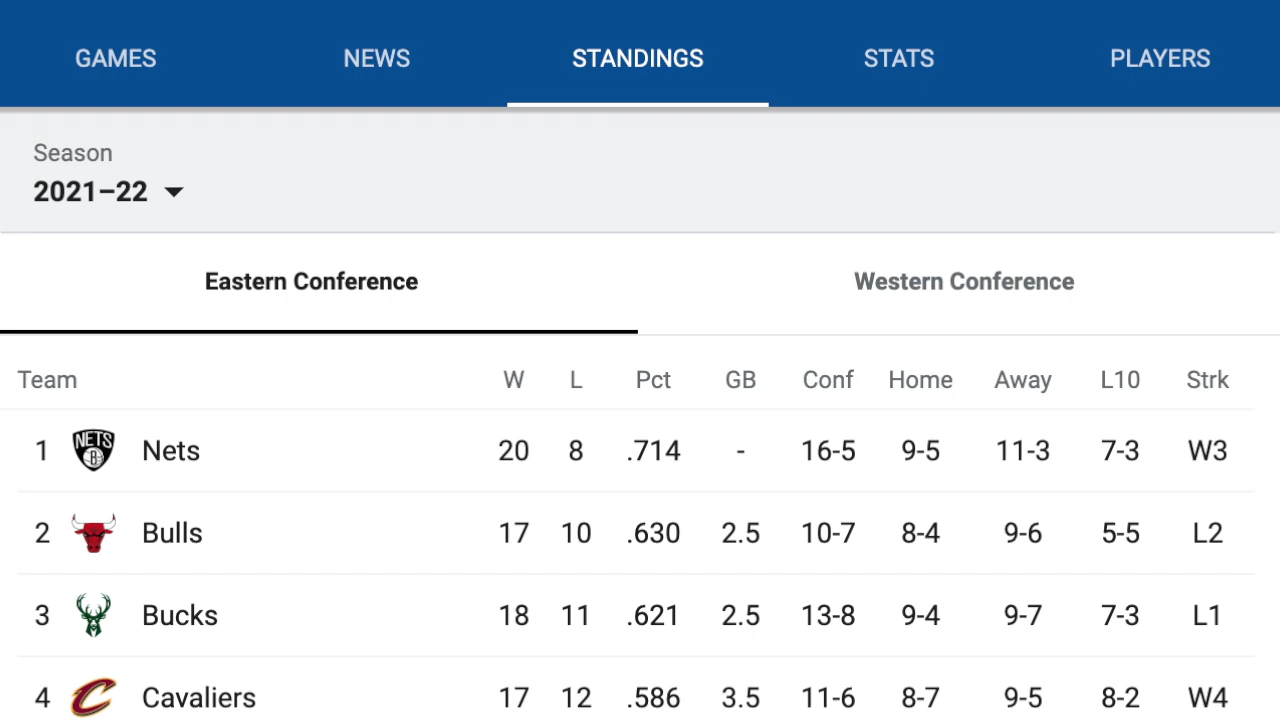 GAMES NEWS STANDINGS STATS PLAYERS
Season
2021–22
Eastern Conference Western Conference
Team W L Pct GB Conf Home Away L10 Strk
1 NETS B Nets 20 8 .714 - 16-5 9-5 11-3 7-3 W3
2 Bulls 17 10 .630 2.5 10-7 8-4 9-6 5-5 L2
3 Bucks 18 11 .621 2.5 13-8 9-4 9-7 7-3 L1
4 C Cavaliers 17 12 .586 3.5 11-6 8-7 9-5 8-2 W4